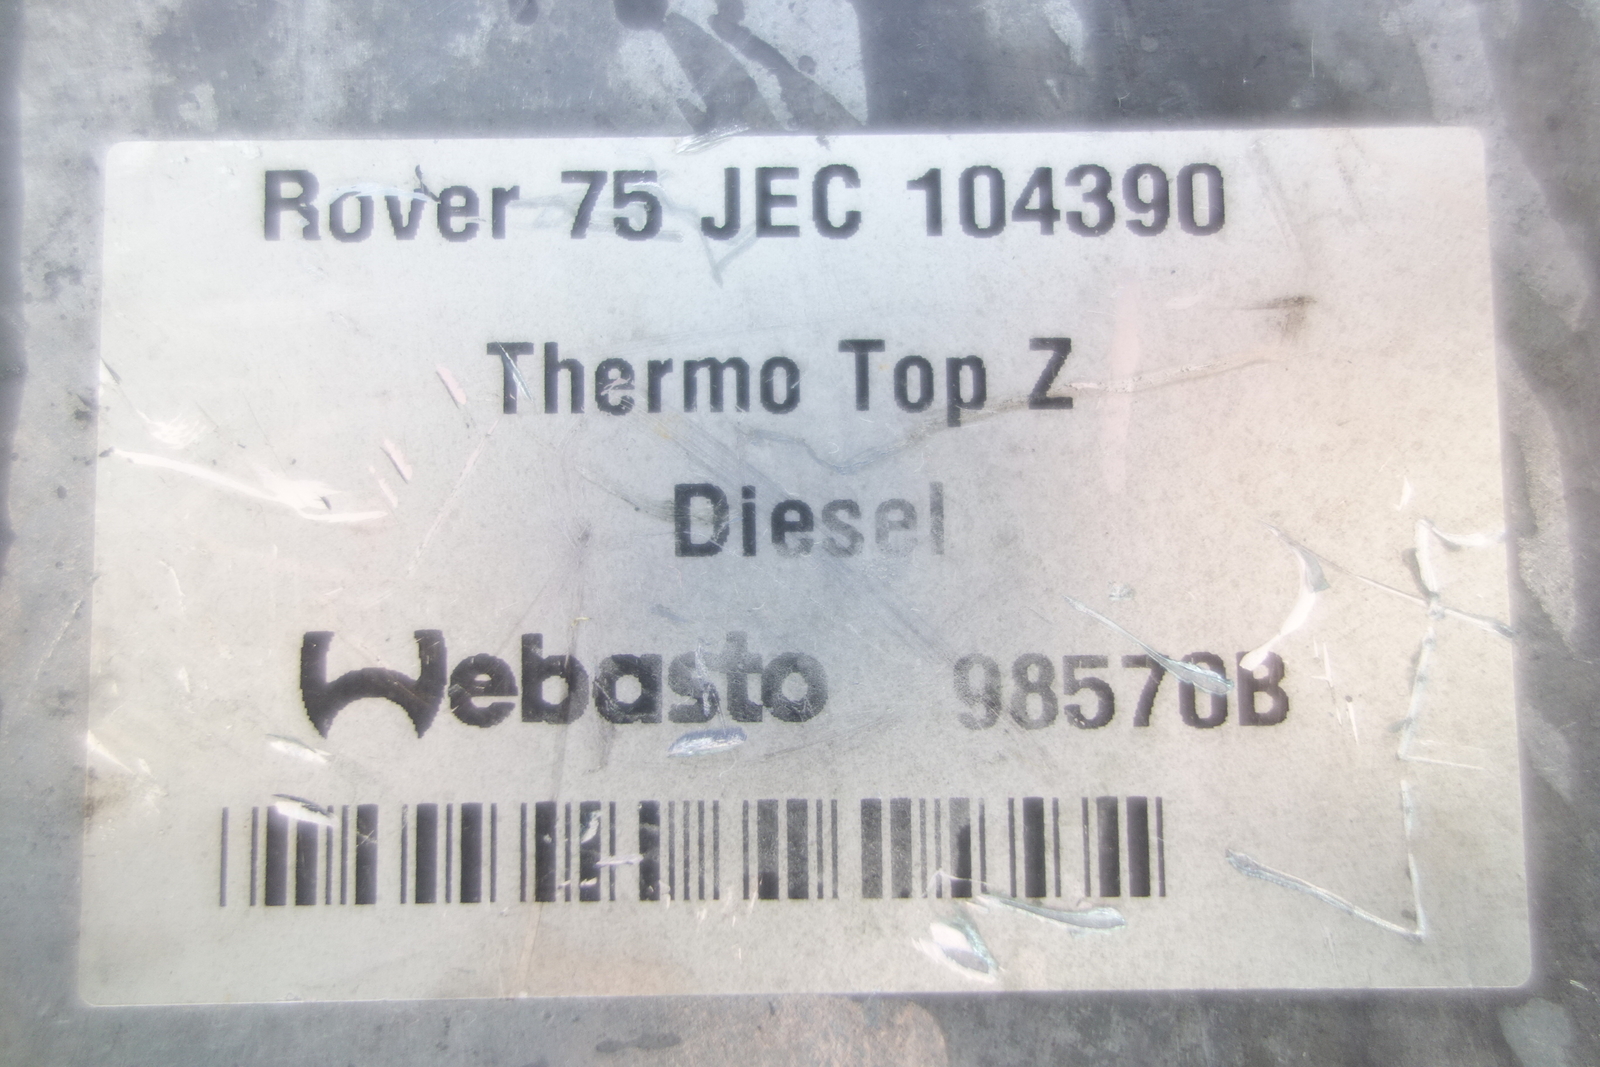 Rover 75 JEC 104390
Thermo Top Z
Diesel
Webasto 98570B